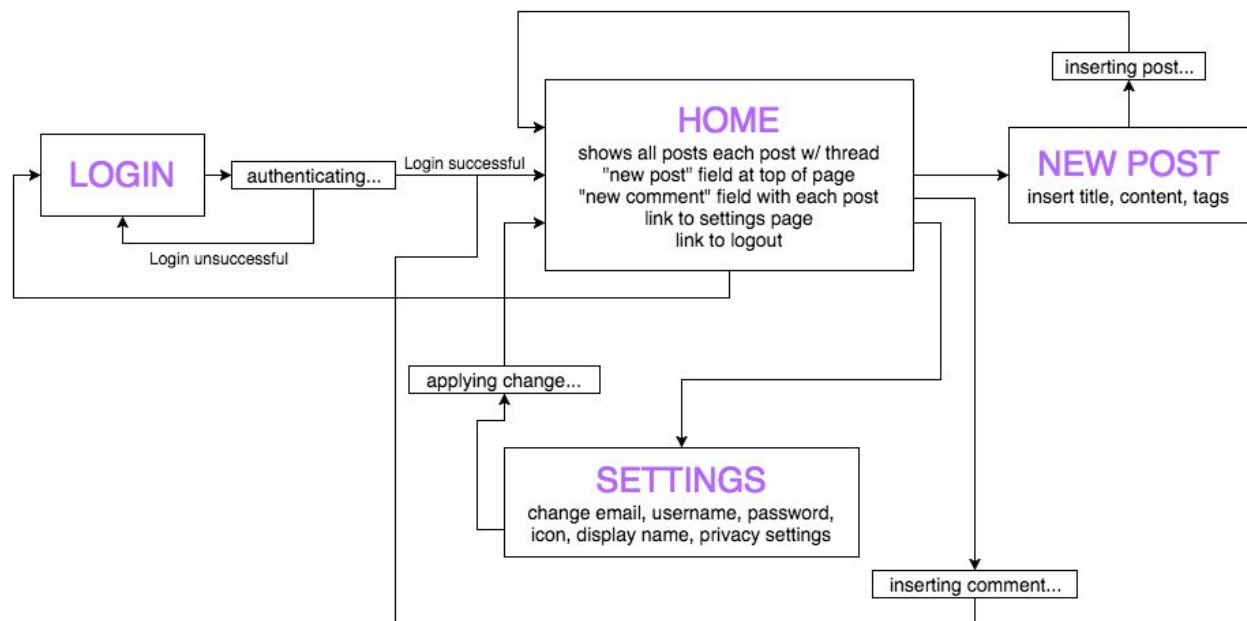 inserting post...
HOME
shows all posts each post w/ thread
"new post" field at top of page
"new comment" field with each post
link to settings page
link to logout
LOGIN
authenticating...
Login successful
Login unsuccessful
NEW POST
insert title, content, tags
applying change...
SETTINGS
change email, username, password,
icon, display name, privacy settings
inserting comment...